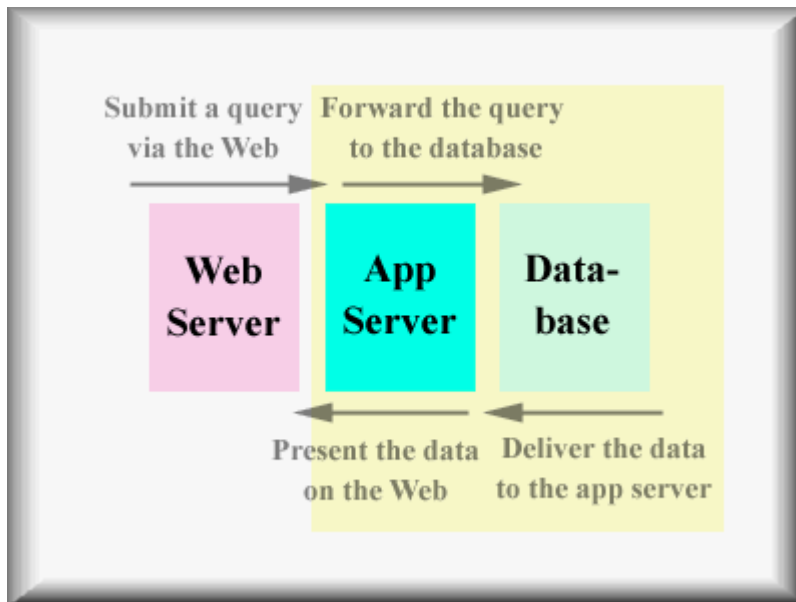 Submit a query
via the Web
Forward the query
to the database
Web
Server
App
Server
Data-
base
Present the data
on the Web
Deliver the data
to the app server